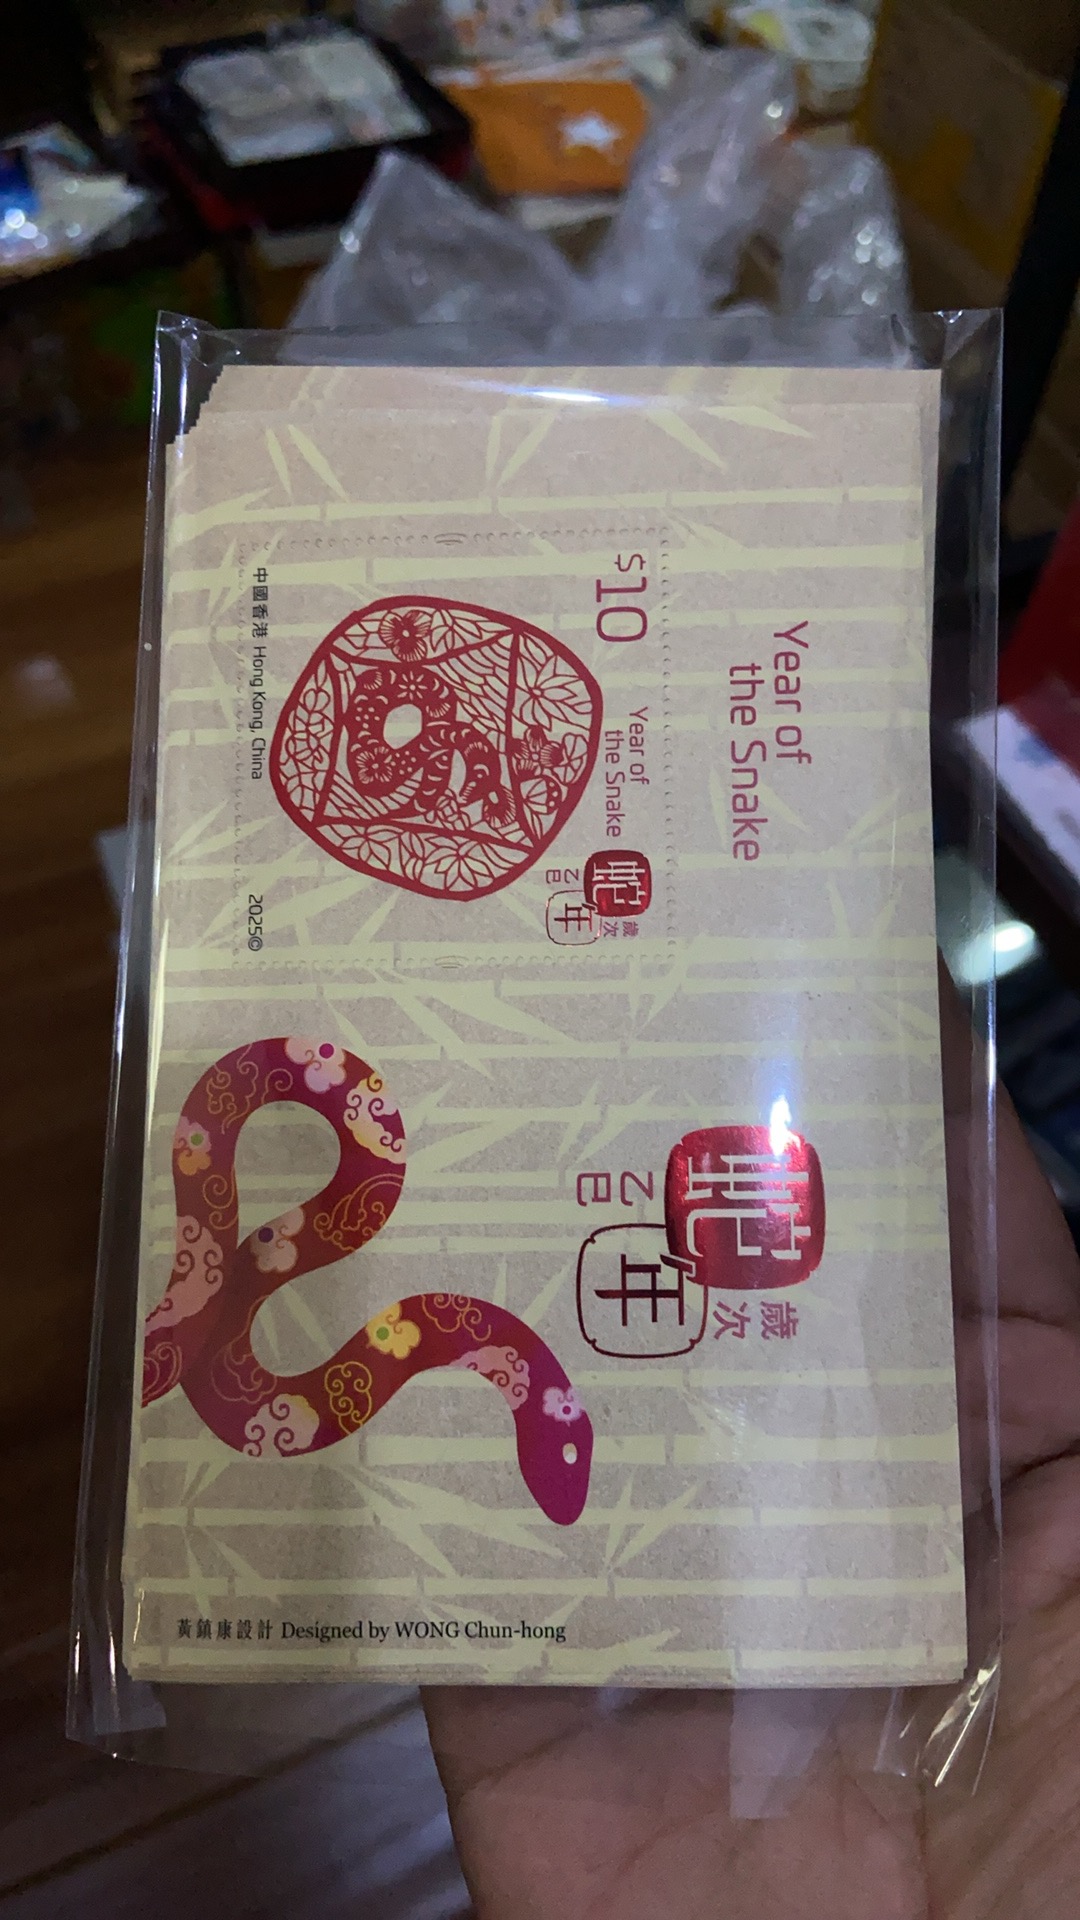 Year of
the Snake
$10
Year of
the Snake
歲次
乙巳
蛇年
中國香港 Hong Kong, China
2025©
歲次
乙巳
蛇年
黃鎮康設計 Designed by WONG Chun-hong